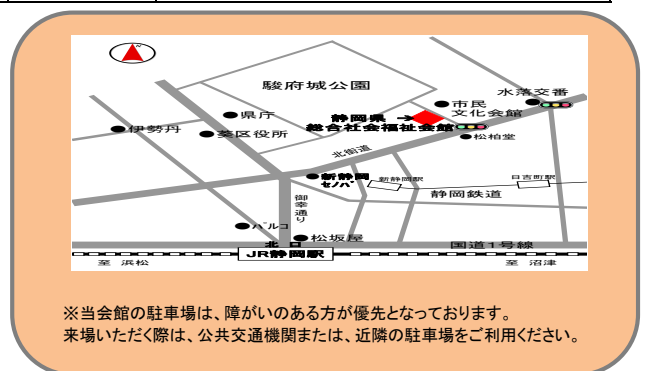 N
駿府城公園
水落交番
●市民
文化会館
●県庁
静岡県 →
総合社会福祉会館
●伊勢丹
●葵区役所
●松柏堂
北街道
●新静岡
セノバ
新静岡駅
日吉町駅
静岡鉄道
御幸通り
●パルコ
●松坂屋
北口
国道1号線
JR静岡駅
至 浜松
至 沼津
※当会館の駐車場は、障がいのある方が優先となっております。
来場いただく際は、公共交通機関または、近隣の駐車場をご利用ください。